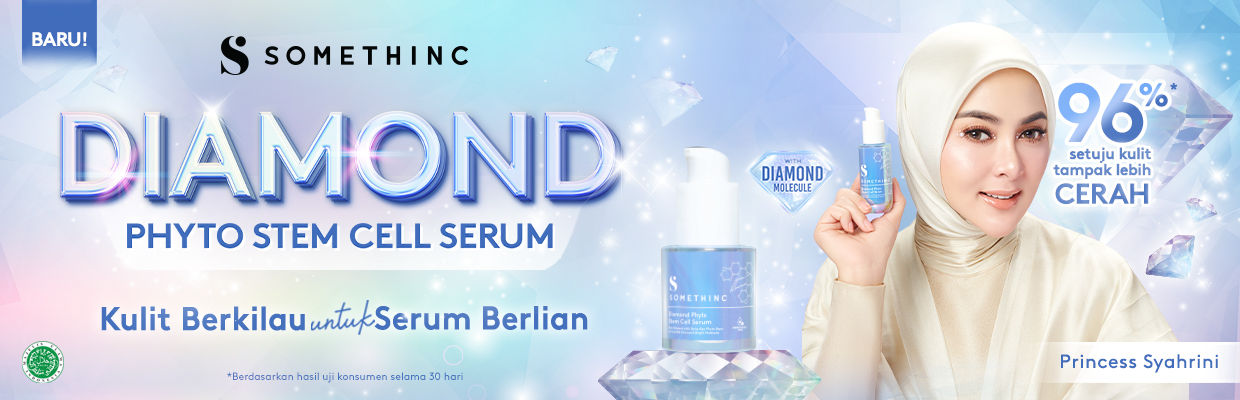 BARU!
SOMETHINC
DIAMOND
PHYTO STEM CELL SERUM
Kulit Berkilau untuk Serum Berlian
*Berdasarkan hasil uji konsumen selama 30 hari
WITH
DIAMOND
MOLECULE
S
SOMETHINC
Diamond Phyto
Stem Cell Serum
96%*
setuju kulit
tampak lebih
CERAH
Princess Syahrini